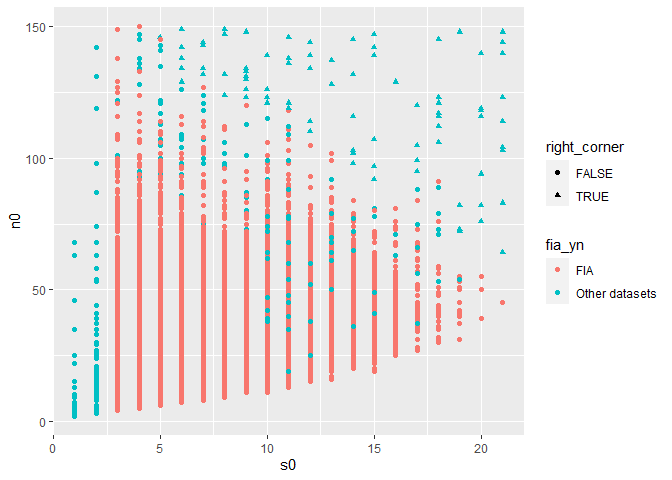 150
100
50
0
n0
0
5
10
15
20
s0
right_corner
FALSE
TRUE
fia_yn
FIA
Other datasets